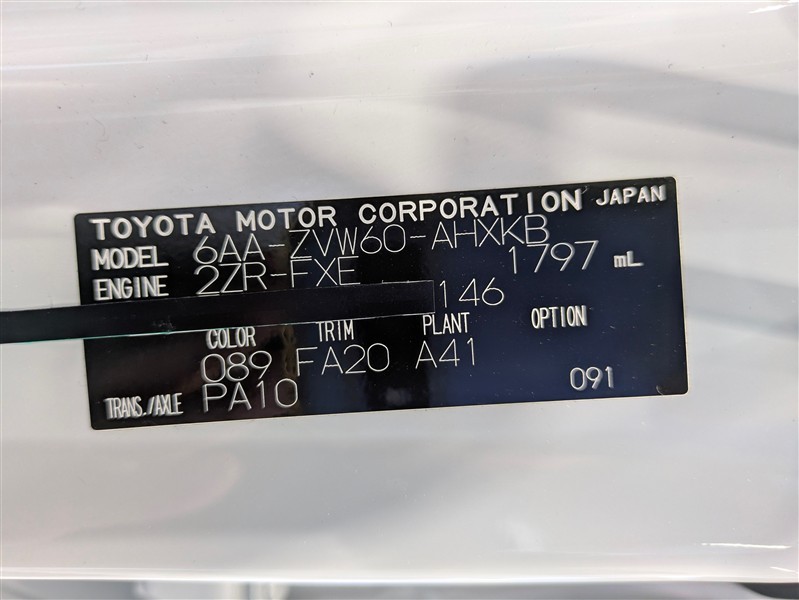 TOYOTA MOTOR CORPORATION JAPAN
MODEL 6AA-ZVW60-AHXKB
ENGINE 2ZR-FXE 1797 mL
146
COLOR TRIM PLANT OPTION
089 FA20 A41
TRANS./AXLE PA10 091